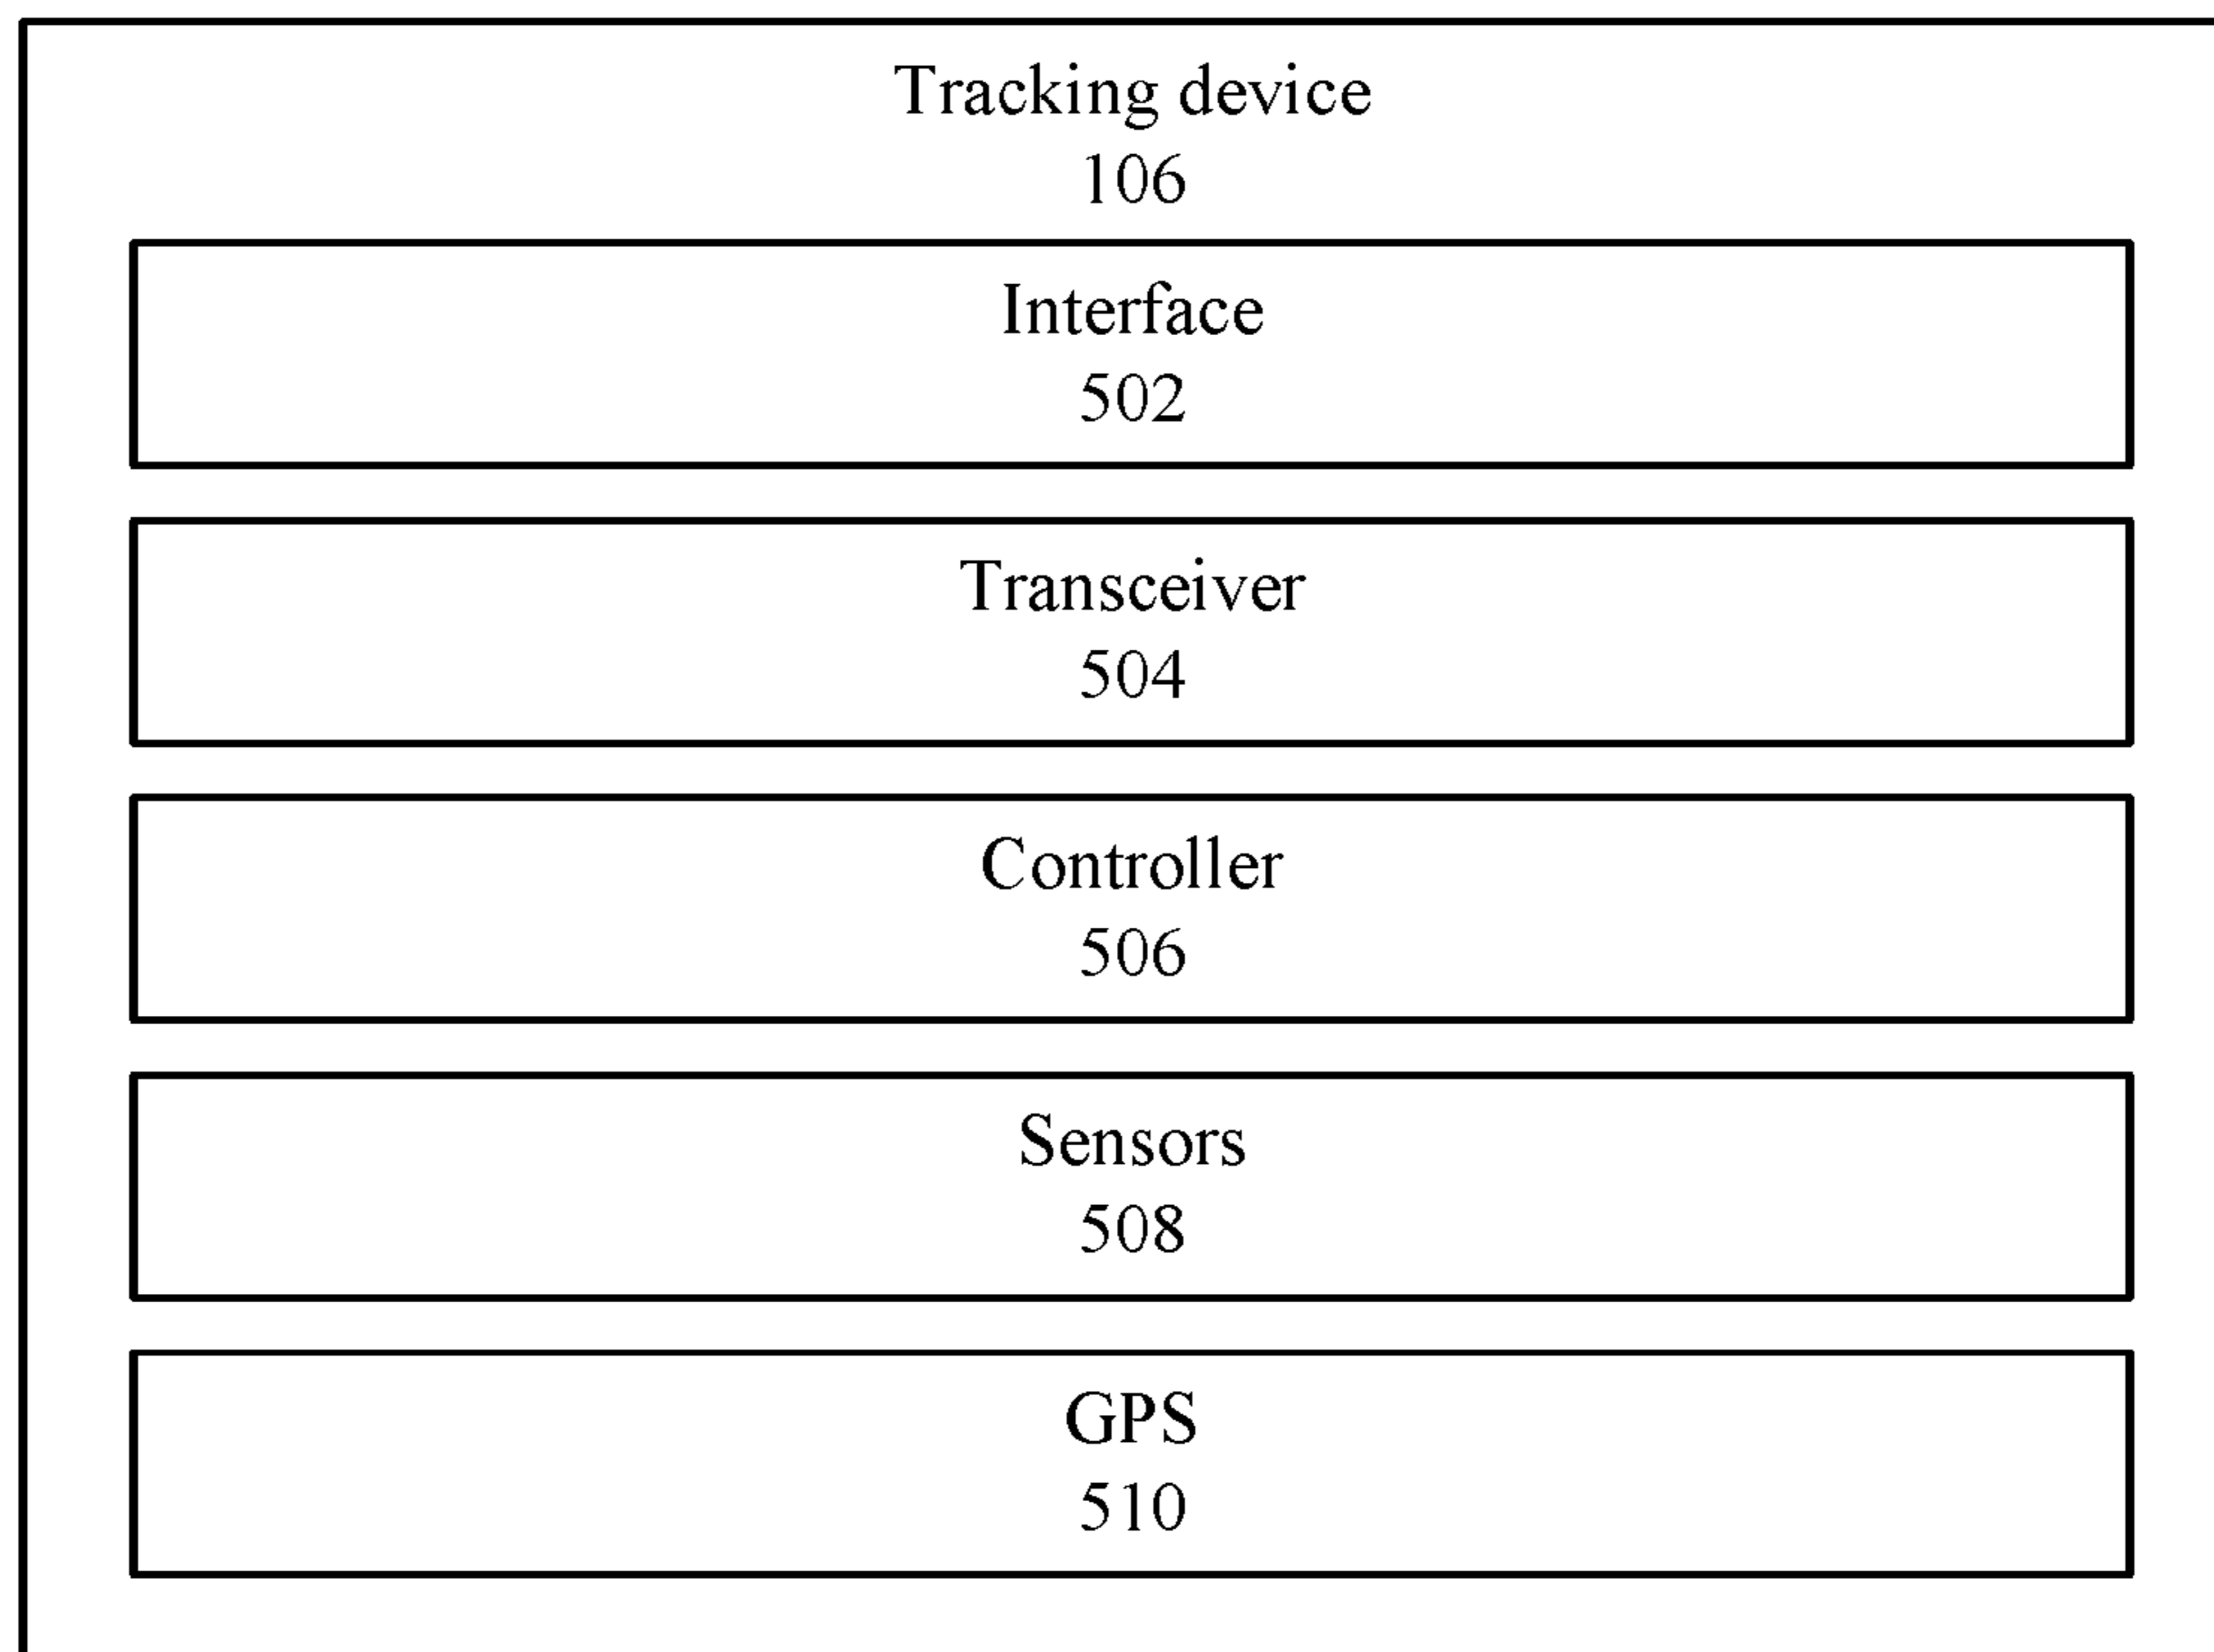 Tracking device
106
Interface
502
Transceiver
504
Controller
506
Sensors
508
GPS
510